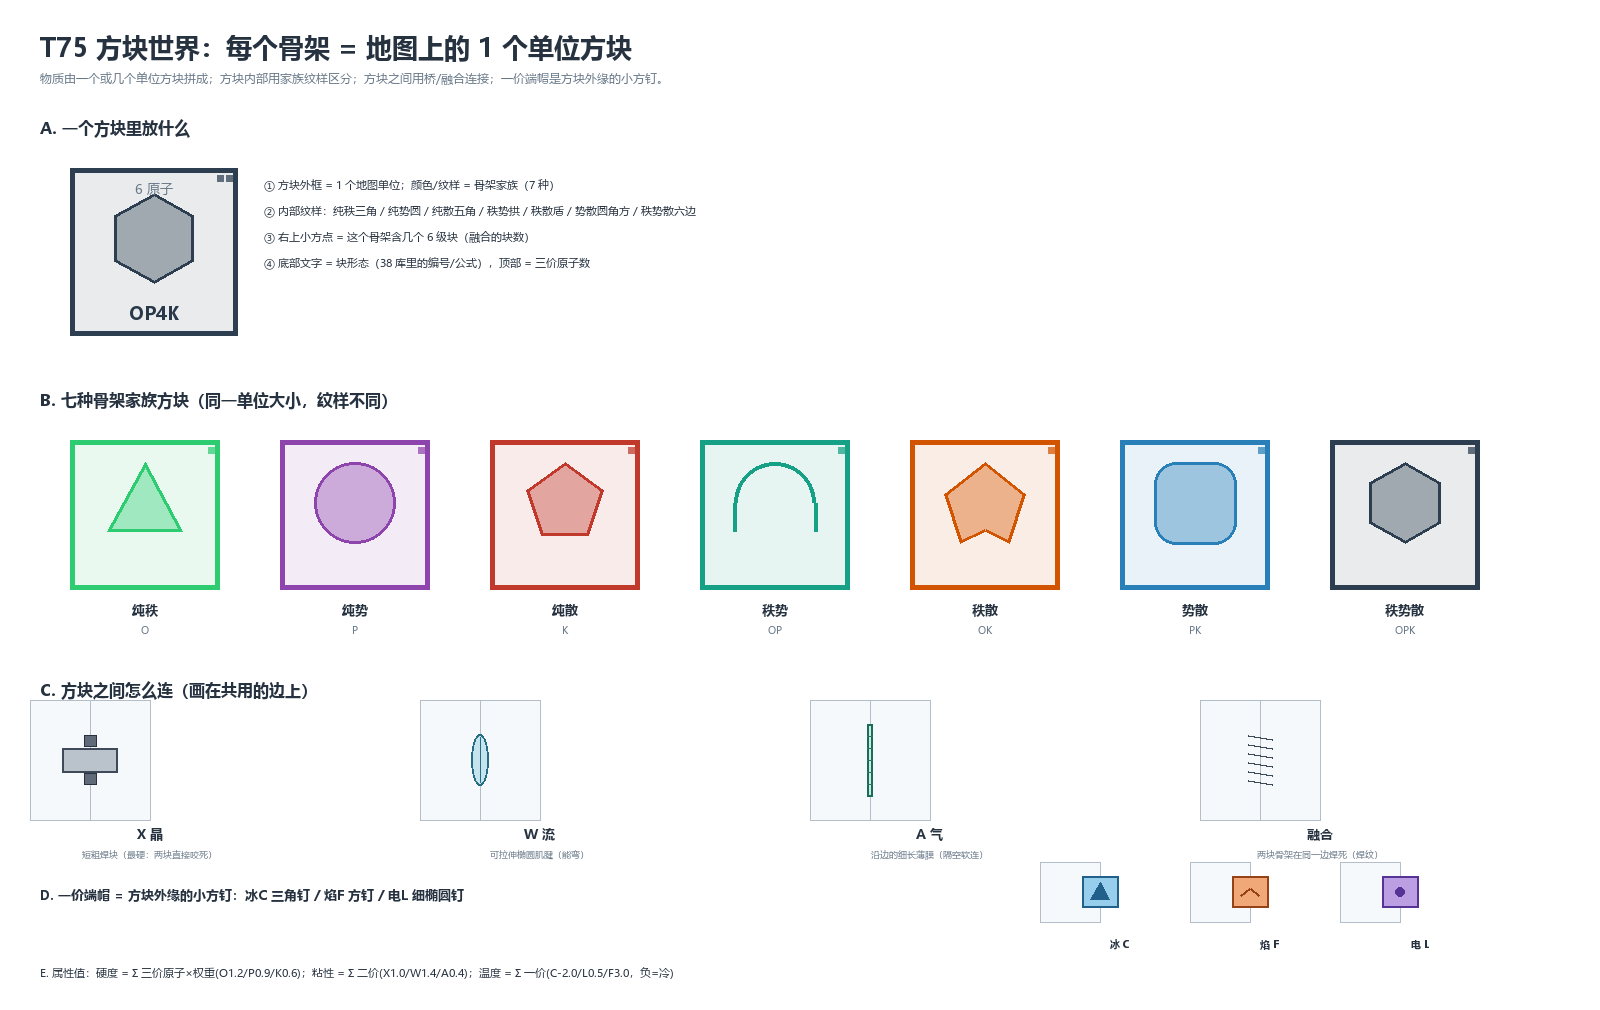 T75 方块世界：每个骨架 = 地图上的 1 个单位方块
物质由一个或几个单位方块拼成；方块内部用家族纹样区分；方块之间用桥/融合连接；一价端帽是方块外缘的小方钉。
A. 一个方块里放什么
6 原子
OP4K
① 方块外框 = 1 个地图单位；颜色/纹样 = 骨架家族（7 种）
② 内部纹样：纯秩三角 / 纯势圆 / 纯散五角 / 秩势拱 / 秩散盾 / 势散圆角方 / 秩势散六边
③ 右上小方点 = 这个骨架含几个 6 级块（融合的块数）
④ 底部文字 = 块形态（38 库里的编号/公式），顶部 = 三价原子数
B. 七种骨架家族方块（同一单位大小，纹样不同）
纯秩 纯势 纯散 秩势 秩散 势散 秩势散
O P K OP OK PK OPK
C. 方块之间怎么连（画在共用的边上）
X 晶 W 流 A 气 融合
短粗焊块（最硬：两块直接咬死） 可拉伸椭圆肌腱（能弯） 沿边的细长薄膜（隔空软连） 两块骨架在同一边焊死（焊纹）
D. 一价端帽 = 方块外缘的小方钉：冰C 三角钉 / 焰F 方钉 / 电L 细椭圆钉
冰 C 焰 F 电 L
E. 属性值：硬度 = Σ 三价原子×权重(O1.2/P0.9/K0.6)；粘性 = Σ 二价(X1.0/W1.4/A0.4)；温度 = Σ 一价(C-2.0/L0.5/F3.0，负=冷)